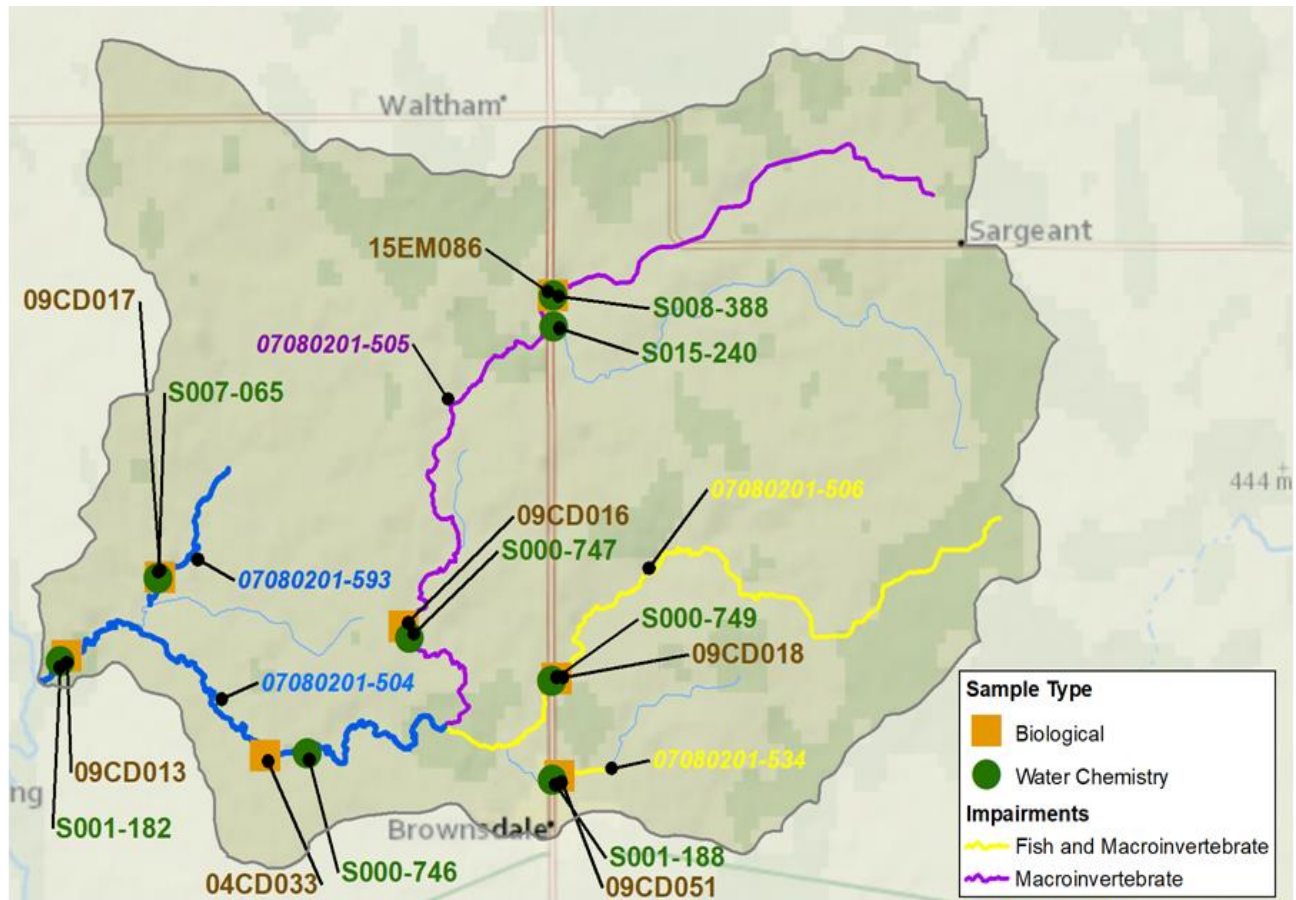 Waltham
Sargeant
15EM086
09CD017
S008-388
07080201-505
S015-240
S007-065
444 m
07080201-506
09CD016
S000-747
07080201-593
S000-749
09CD018
07080201-504
07080201-534
09CD013
ng
S001-182
Brownsdale
S001-188
04CD033
S000-746
09CD051
Sample Type
Biological
Water Chemistry
Impairments
Fish and Macroinvertebrate
Macroinvertebrate